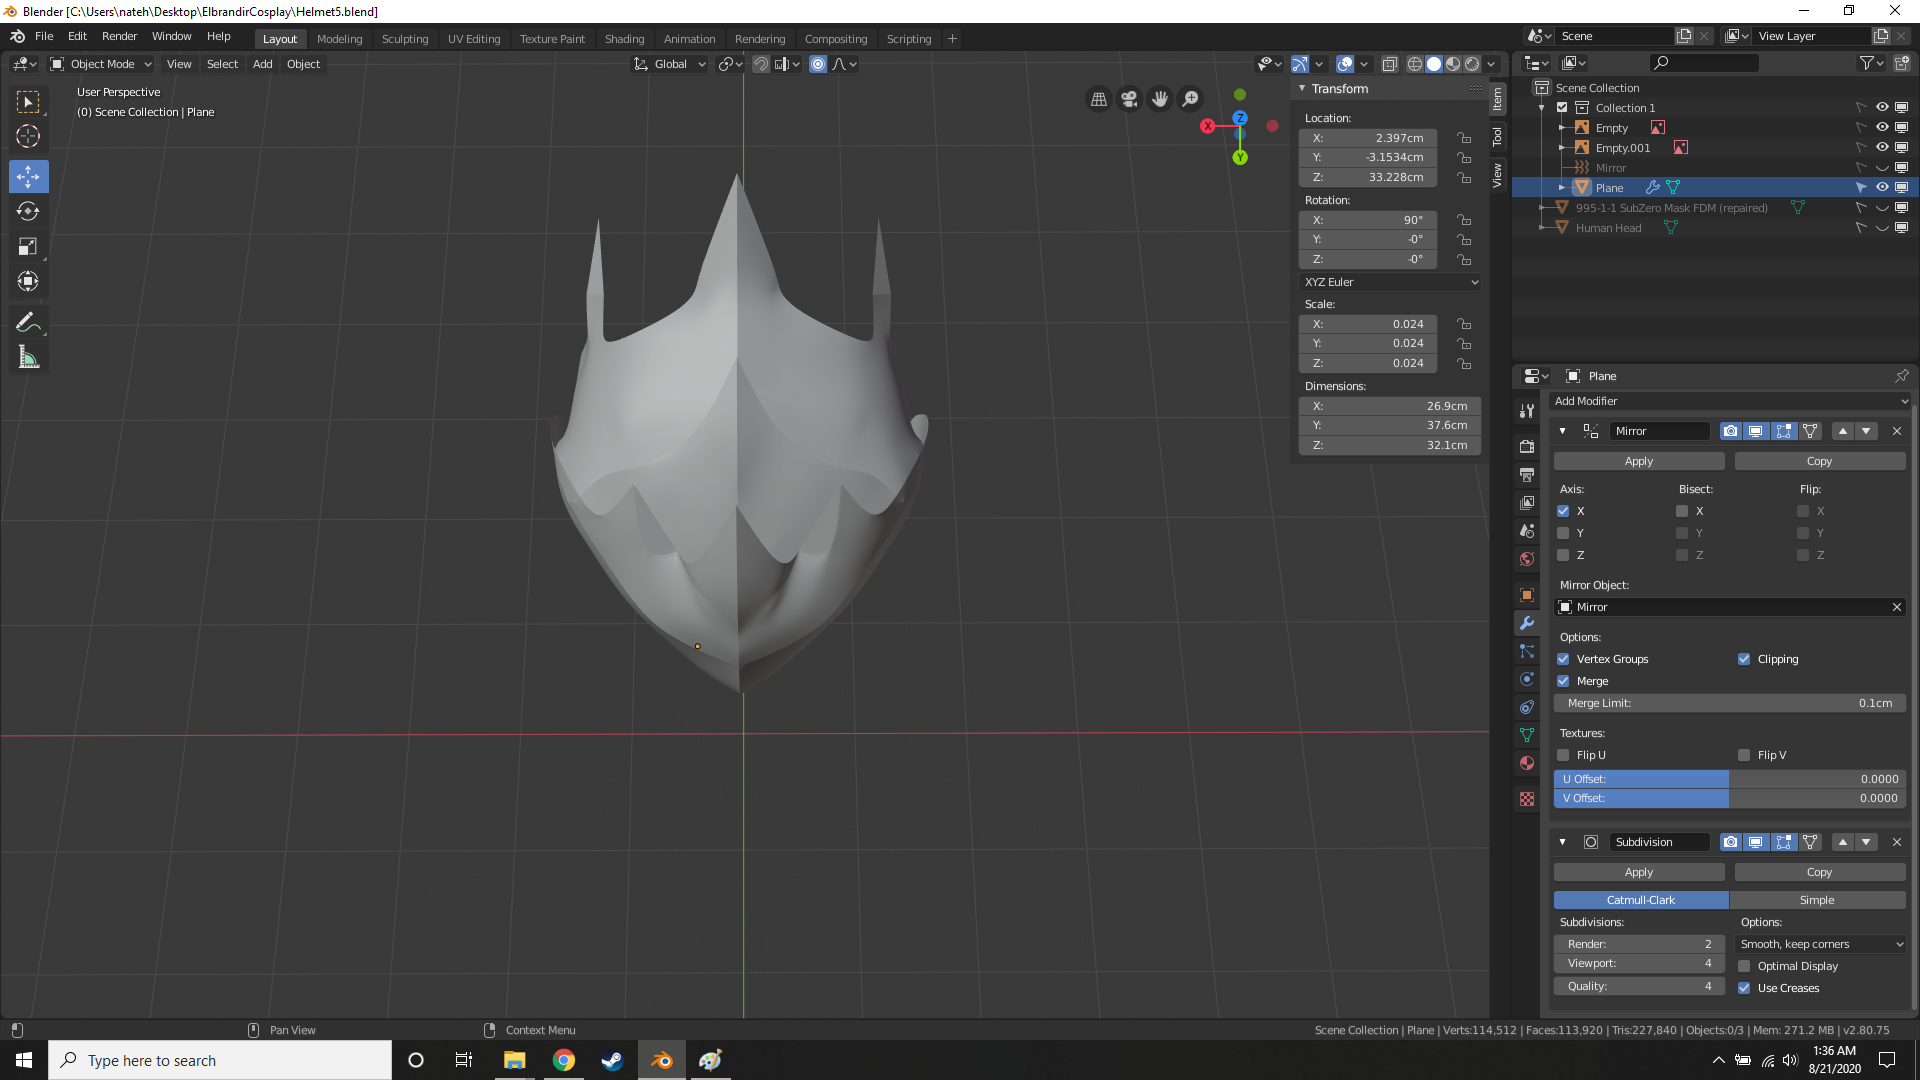 Blender [C:\Users\nateh\Desktop\ElbrandirCosplay\Helmet5.blend]
File Edit Render Window Help Layout Modeling Sculpting UV Editing Texture Paint Shading Animation Rendering Compositing Scripting + Scene View Layer
Object Mode View Select Add Object Global
User Perspective
(0) Scene Collection | Plane
X
Z
Y
Item
Tool
View
Transform
Location:
X: 2.397cm
Y: -3.1534cm
Z: 33.228cm
Rotation:
X: 90°
Y: -0°
Z: -0°
XYZ Euler
Scale:
X: 0.024
Y: 0.024
Z: 0.024
Dimensions:
X: 26.9cm
Y: 37.6cm
Z: 32.1cm
Scene Collection
Collection 1
Empty
Empty.001
Mirror
Plane
995-1-1 SubZero Mask FDM (repaired)
Human Head
Plane
Add Modifier
Mirror
Apply Copy
Axis: Bisect: Flip:
X X X
Y Y Y
Z Z Z
Mirror Object:
Mirror
Options:
Vertex Groups Clipping
Merge
Merge Limit: 0.1cm
Textures:
Flip U Flip V
U Offset: 0.0000
V Offset: 0.0000
Subdivision
Apply Copy
Catmull-Clark Simple
Subdivisions: Options:
Render: 2 Smooth, keep corners
Viewport: 4 Optimal Display
Quality: 4 Use Creases
Pan View Context Menu Scene Collection | Plane | Verts:114,512 | Faces:113,920 | Tris:227,840 | Objects:0/3 | Mem: 271.2 MB | v2.80.75
Type here to search
1:36 AM
8/21/2020